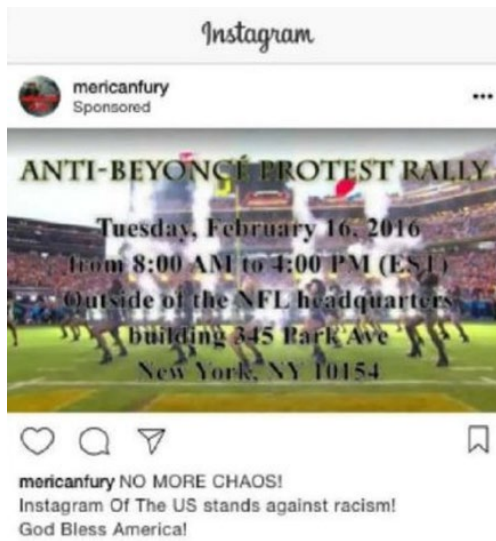 Instagram
mericanfury
Sponsored
ANTI-BEYONCÉ PROTEST RALLY
Tuesday, February 16, 2016
from 8:00 AM to 4:00 PM (EST)
Outside of the NFL headquarters
building 345 Park Ave
New York, NY 10154
mericanfury NO MORE CHAOS!
Instagram Of The US stands against racism!
God Bless America!